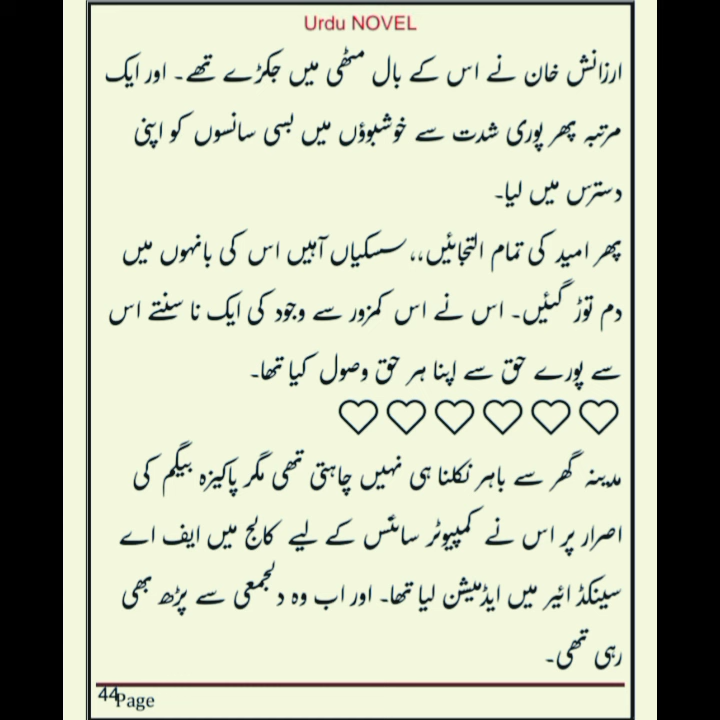 Urdu NOVEL
ارزانش خان نے اس کے بال مٹھی میں جکڑے تھے۔ اور ایک
مرتبہ پھر پوری شدت سے خوشبوؤں میں بسی سانسوں کو اپنی
دسترس میں لیا۔
پھر امید کی تمام التجائیں،، سسکیاں آہیں اس کی بانہوں میں
دم توڑ گئیں۔ اس نے اس کمزور سے وجود کی ایک نا سنتے اس
سے پورے حق سے اپنا ہر حق وصول کیا تھا۔
♡♡♡♡♡♡
مدینہ گھر سے باہر نکلنا ہی نہیں چاہتی تھی مگر پاکیزہ بیگم کی
اصرار پر اس نے کمپیوٹر سائنس کے لیے کالج میں ایف اے
سینکڈ ائیر میں ایڈمیشن لیا تھا۔ اور اب وہ دلجمعی سے پڑھ بھی
رہی تھی۔
44Page